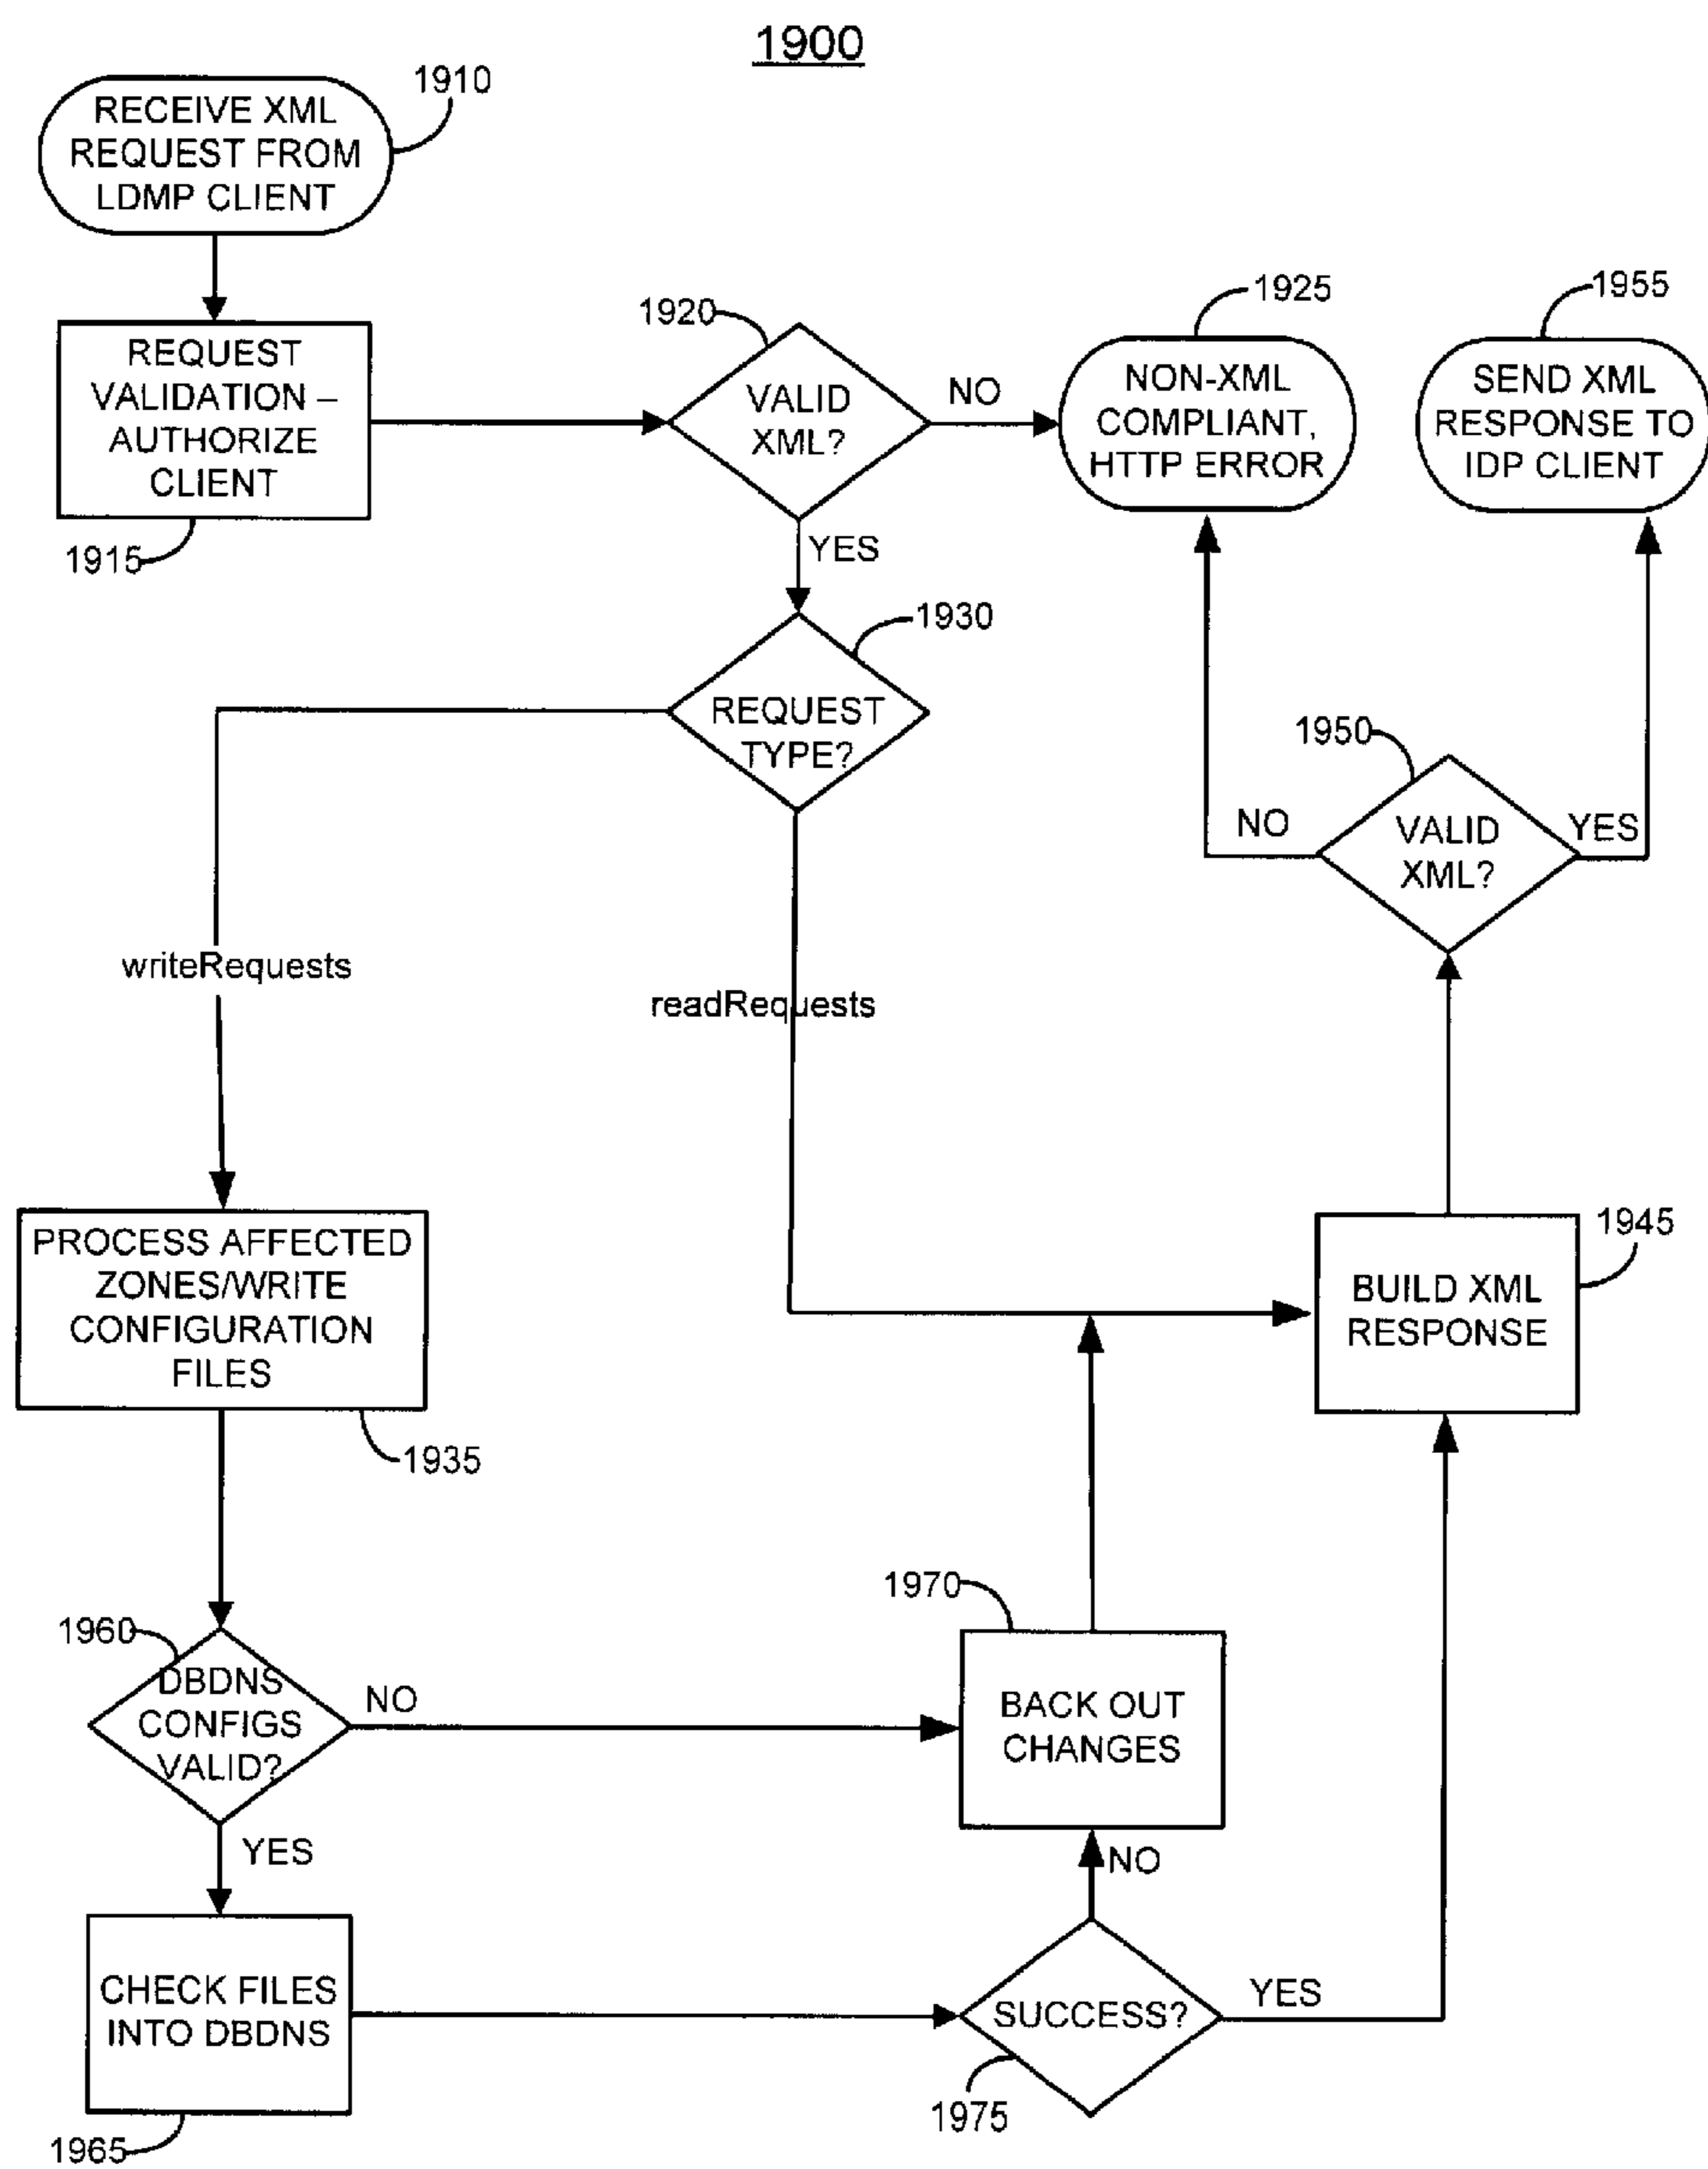 1900
1910
RECEIVE XML
REQUEST FROM
LDMP CLIENT
REQUEST
VALIDATION –
AUTHORIZE
CLIENT
1915
1920
VALID
XML?
NO
YES
1925
NON-XML
COMPLIANT,
HTTP ERROR
1955
SEND XML
RESPONSE TO
IDP CLIENT
1930
REQUEST
TYPE?
1950
VALID
XML?
NO
YES
writeRequests
readRequests
PROCESS AFFECTED
ZONES/WRITE
CONFIGURATION
FILES
1935
1945
BUILD XML
RESPONSE
1960
DBDNS
CONFIGS
VALID?
NO
YES
1970
BACK OUT
CHANGES
NO
CHECK FILES
INTO DBDNS
1965
SUCCESS?
YES
1975